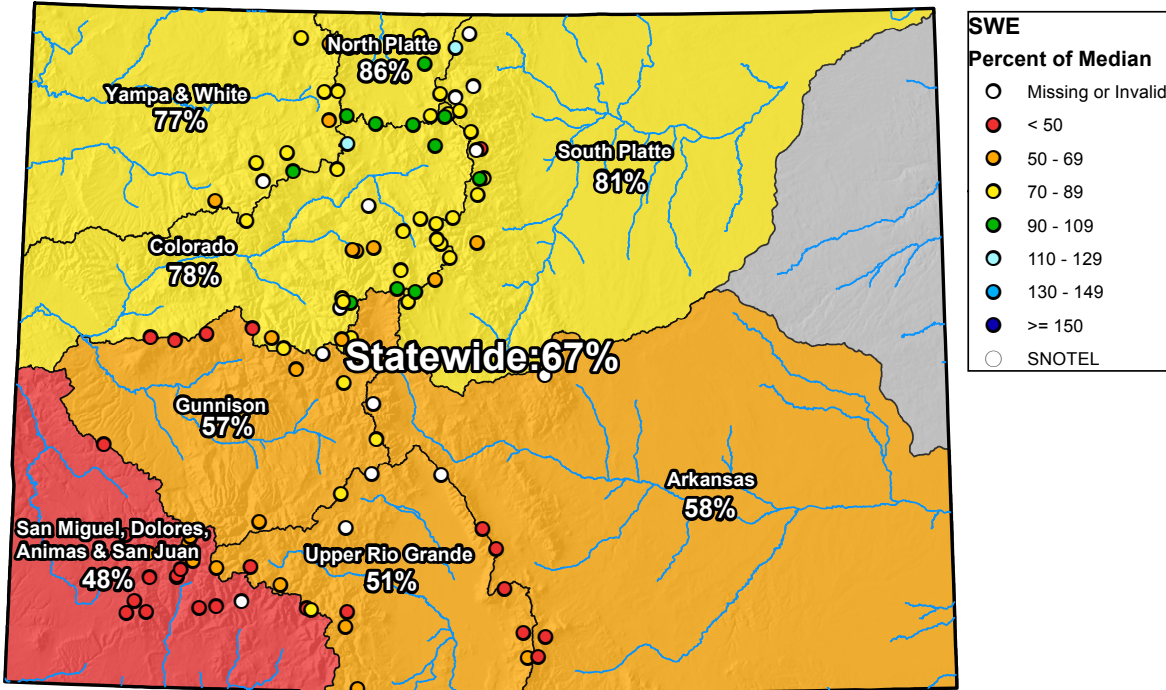 North Platte
86%
Yampa & White
77%
South Platte
81%
Colorado
78%
Statewide:67%
Gunnison
57%
Arkansas
58%
San Miguel, Dolores,
Animas & San Juan
48%
Upper Rio Grande
51%
SWE
Percent of Median
Missing or Invalid
< 50
50 - 69
70 - 89
90 - 109
110 - 129
130 - 149
>= 150
SNOTEL